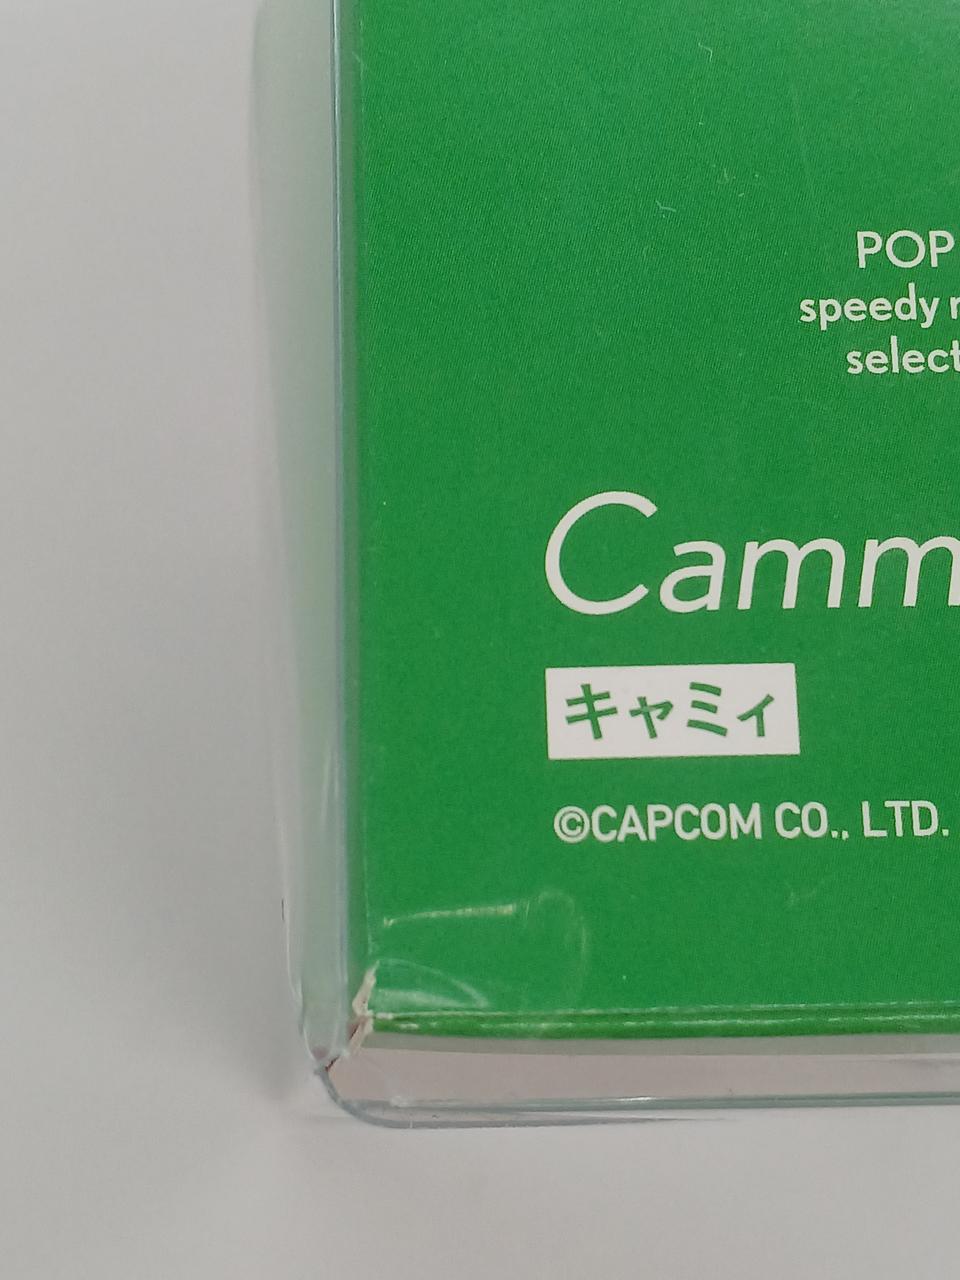 POP
speedy r
select
Camm
キャミィ
©CAPCOM CO., LTD.